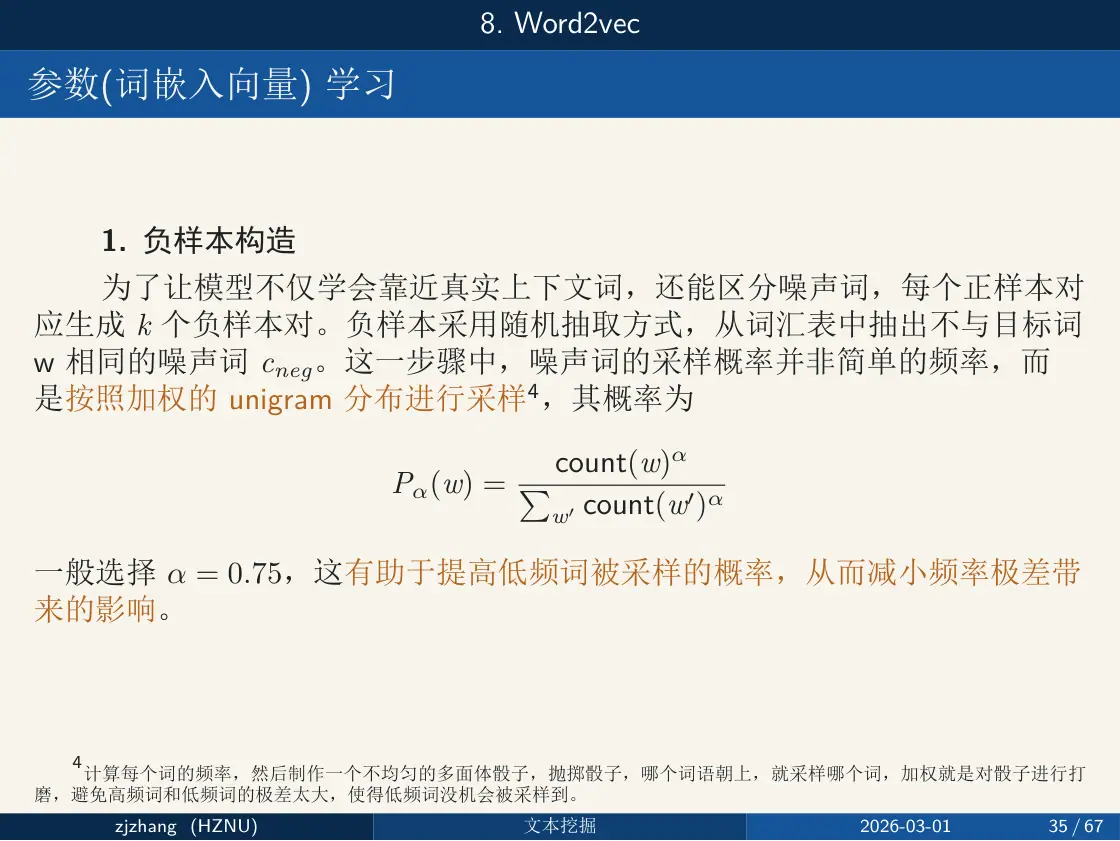 8. Word2vec
参数(词嵌入向量) 学习
1. 负样本构造
为了让模型不仅学会靠近真实上下文词，还能区分噪声词，每个正样本对
应生成 k 个负样本对。负样本采用随机抽取方式，从词汇表中抽出不与目标词
w 相同的噪声词 c_{neg}。这一步骤中，噪声词的采样概率并非简单的频率，而
是按照加权的 unigram 分布进行采样⁴，其概率为
P_α(w) = count(w)^α / ∑_{w′} count(w′)^α
一般选择 α = 0.75，这有助于提高低频词被采样的概率，从而减小频率极差带
来的影响。
⁴计算每个词的频率，然后制作一个不均匀的多面体骰子，抛掷骰子，哪个词语朝上，就采样哪个词，加权就是对骰子进行打
磨，避免高频词和低频词的极差太大，使得低频词没机会被采样到。
zjzhang (HZNU) 文本挖掘 2026-03-01 35 / 67